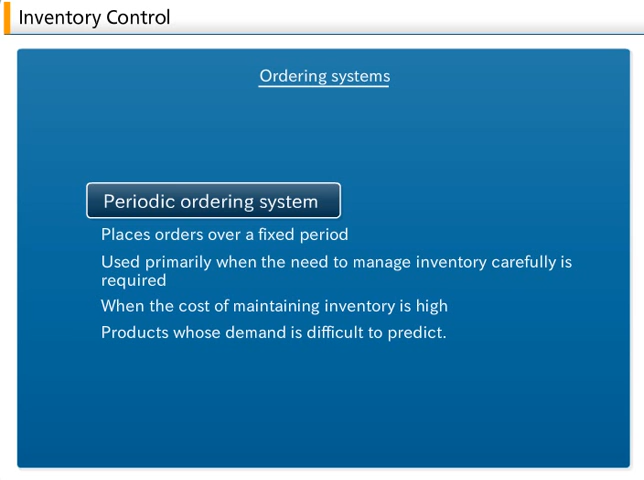 Inventory Control
Ordering systems
Periodic ordering system
Places orders over a fixed period
Used primarily when the need to manage inventory carefully is
required
When the cost of maintaining inventory is high
Products whose demand is difficult to predict.